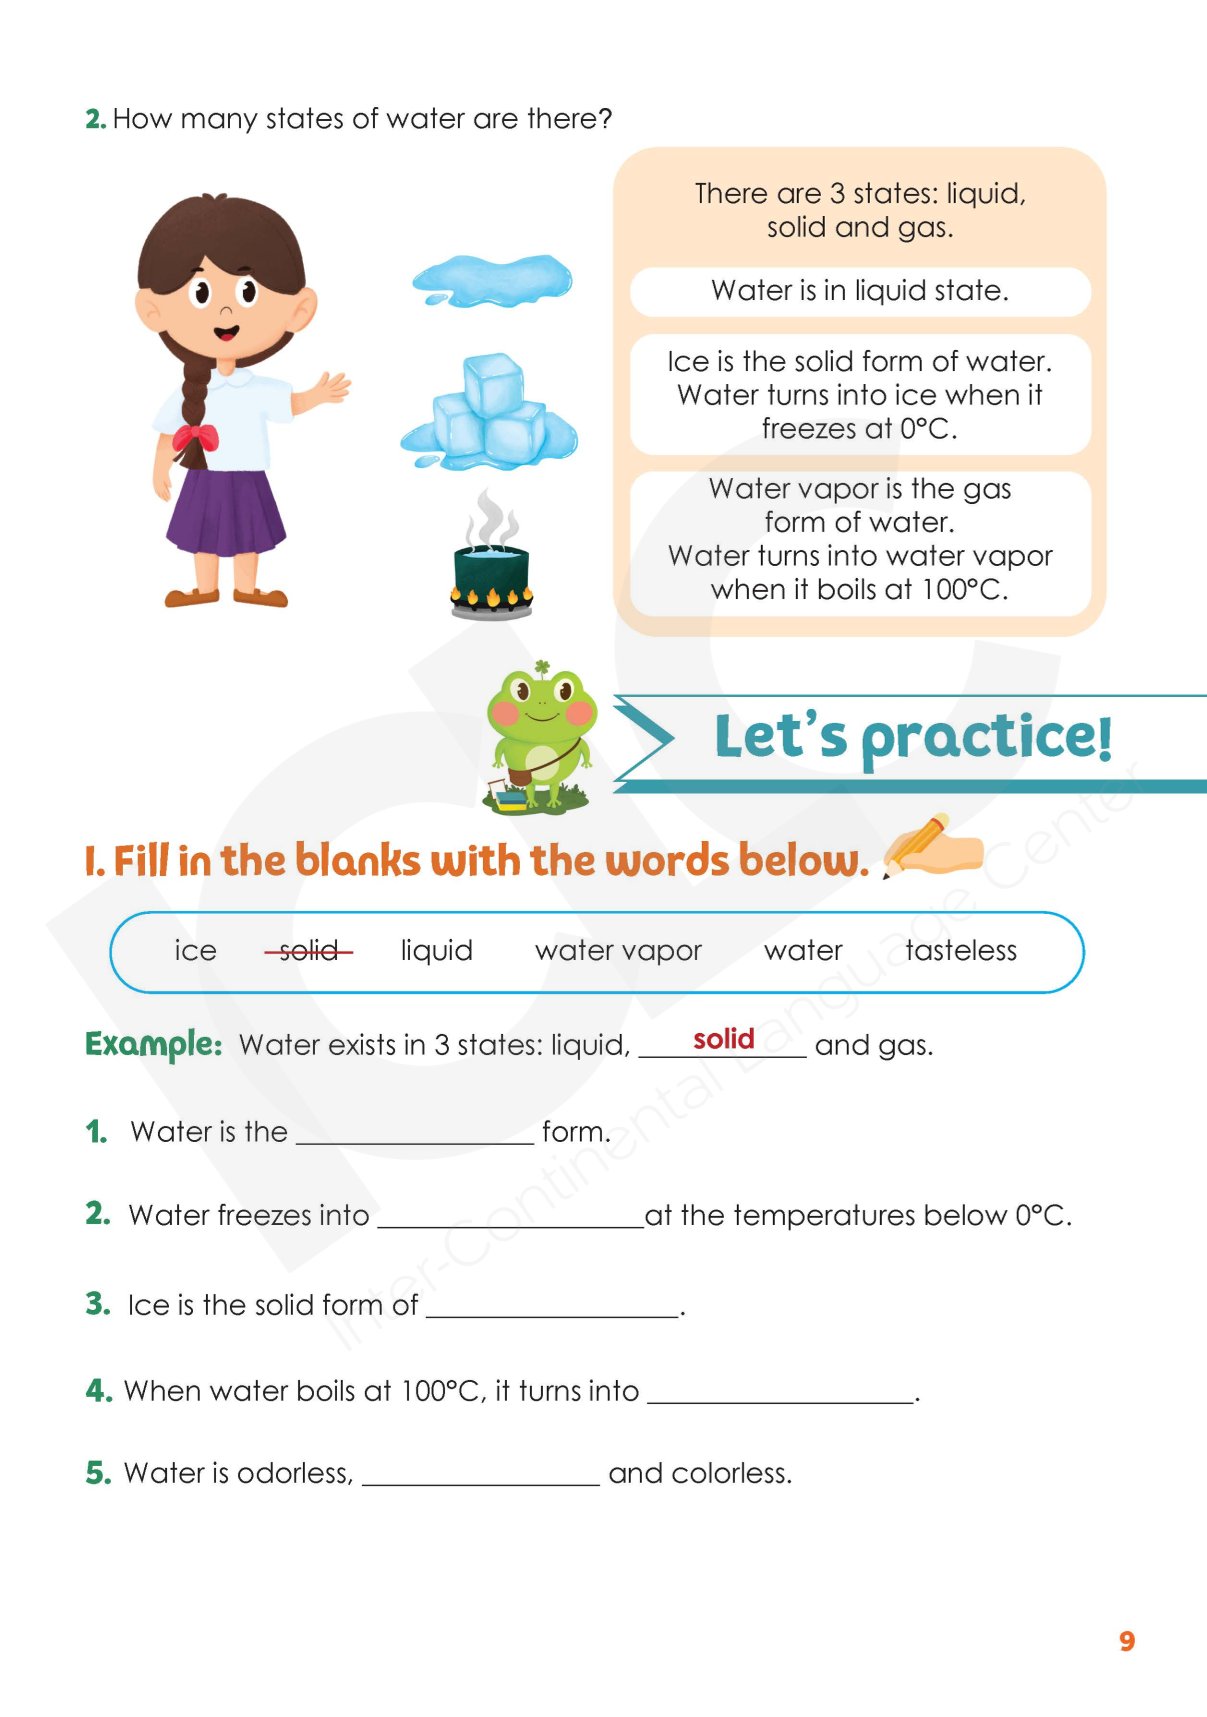 2. How many states of water are there?
There are 3 states: liquid,
solid and gas.
Water is in liquid state.
Ice is the solid form of water.
Water turns into ice when it
freezes at 0°C.
Water vapor is the gas
form of water.
Water turns into water vapor
when it boils at 100°C.
Let's practice!
I. Fill in the blanks with the words below.
ice solid liquid water vapor water tasteless
Example: Water exists in 3 states: liquid, solid and gas.
1. Water is the ________________ form.
2. Water freezes into __________________at the temperatures below 0°C.
3. Ice is the solid form of _________________.
4. When water boils at 100°C, it turns into __________________.
5. Water is odorless, ________________ and colorless.
ICLC
Inter-Continental Language Center
9